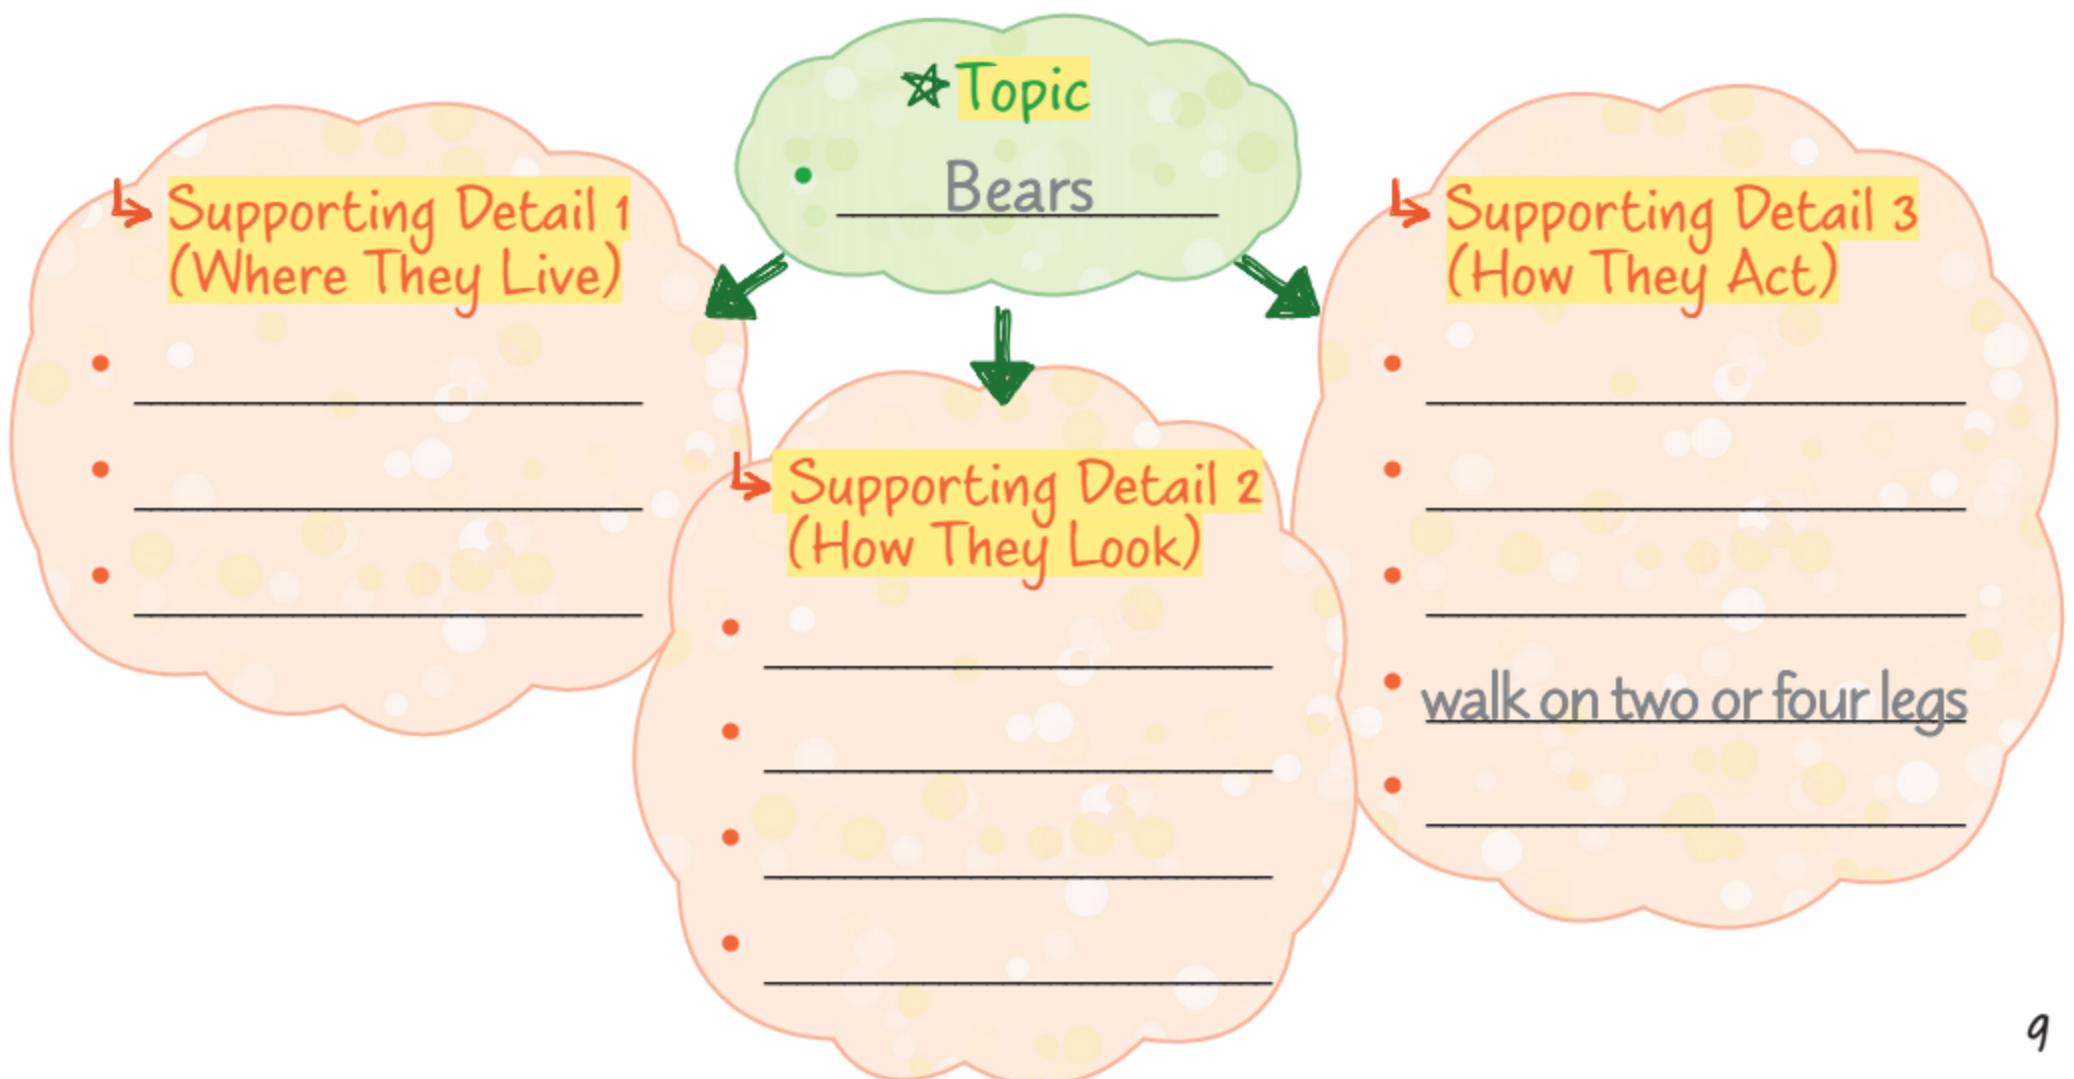 Topic
Bears
Supporting Detail 1
(Where They Live)
Supporting Detail 2
(How They Look)
Supporting Detail 3
(How They Act)
walk on two or four legs
9